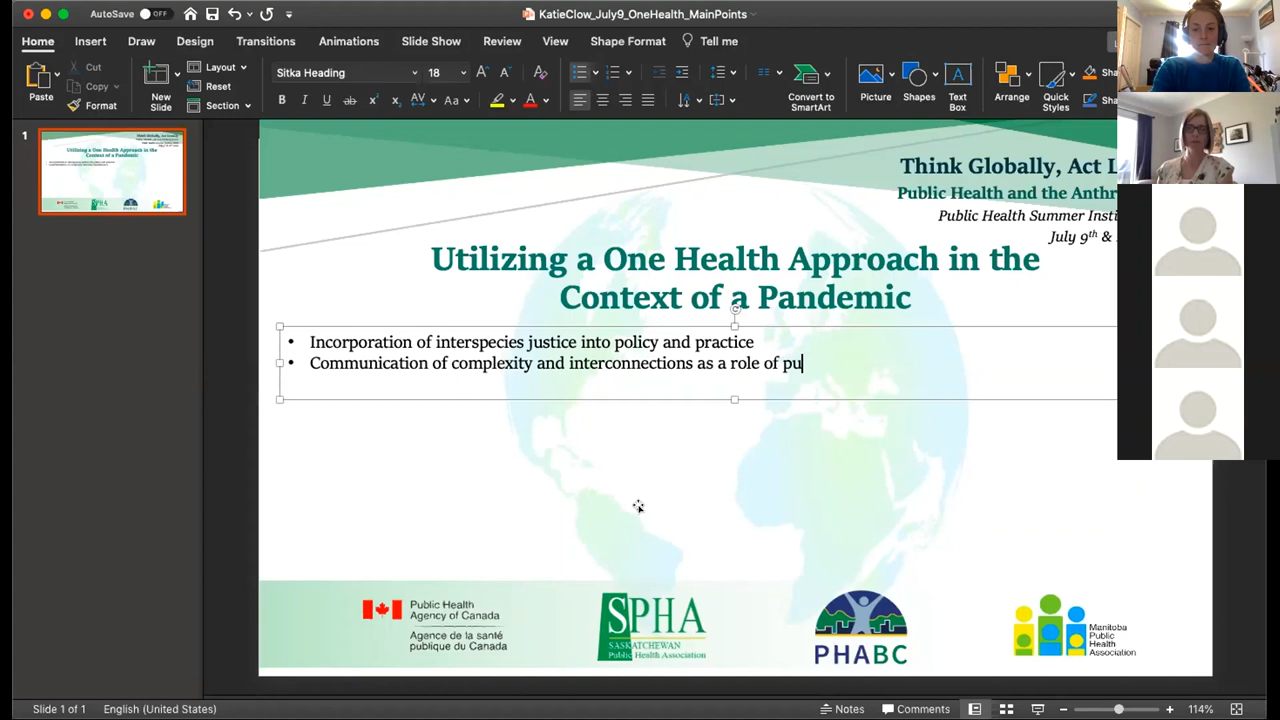 AutoSave OFF
KatieClow_July9_OneHealth_MainPoints
Home Insert Draw Design Transitions Animations Slide Show Review View Shape Format Tell me
Paste
Cut
Copy
Format
New Slide
Layout
Reset
Section
Sitka Heading 18
Convert to SmartArt
Picture
Shapes
Text Box
Arrange
Quick Styles
1
Think Globally, Act L
Public Health and the Anthr
Public Health Summer Insti
July 9th &
Utilizing a One Health Approach in the
Context of a Pandemic
• Incorporation of interspecies justice into policy and practice
• Communication of complexity and interconnections as a role of pu
Public Health
Agency of Canada
Agence de la santé
publique du Canada
SPHA
SASKATCHEWAN
Public Health Association
PHABC
Manitoba
Public
Health
Association
Slide 1 of 1 English (United States) Notes Comments 114%